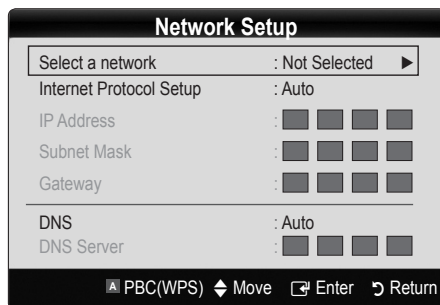 Network Setup
Select a network : Not Selected ▶
Internet Protocol Setup : Auto
IP Address :
Subnet Mask :
Gateway :
DNS : Auto
DNS Server :
A PBC(WPS) Move Enter Return